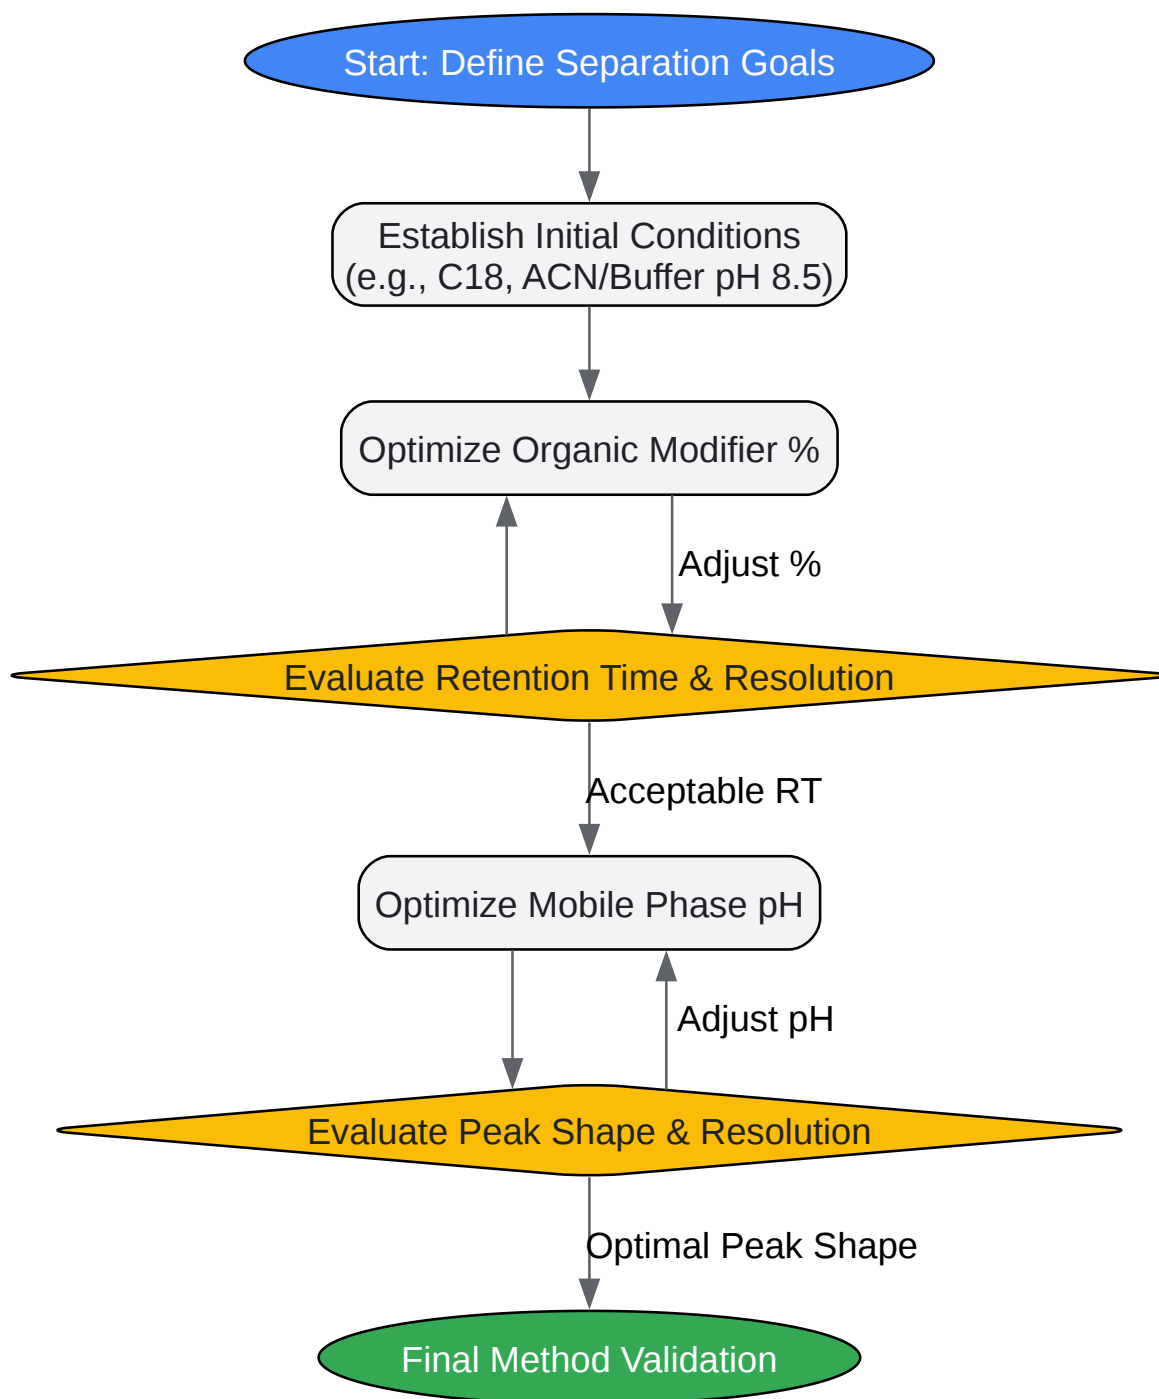 Start: Define Separation Goals
Establish Initial Conditions
(e.g., C18, ACN/Buffer pH 8.5)
Optimize Organic Modifier %
Adjust %
Evaluate Retention Time & Resolution
Acceptable RT
Optimize Mobile Phase pH
Adjust pH
Evaluate Peak Shape & Resolution
Optimal Peak Shape
Final Method Validation